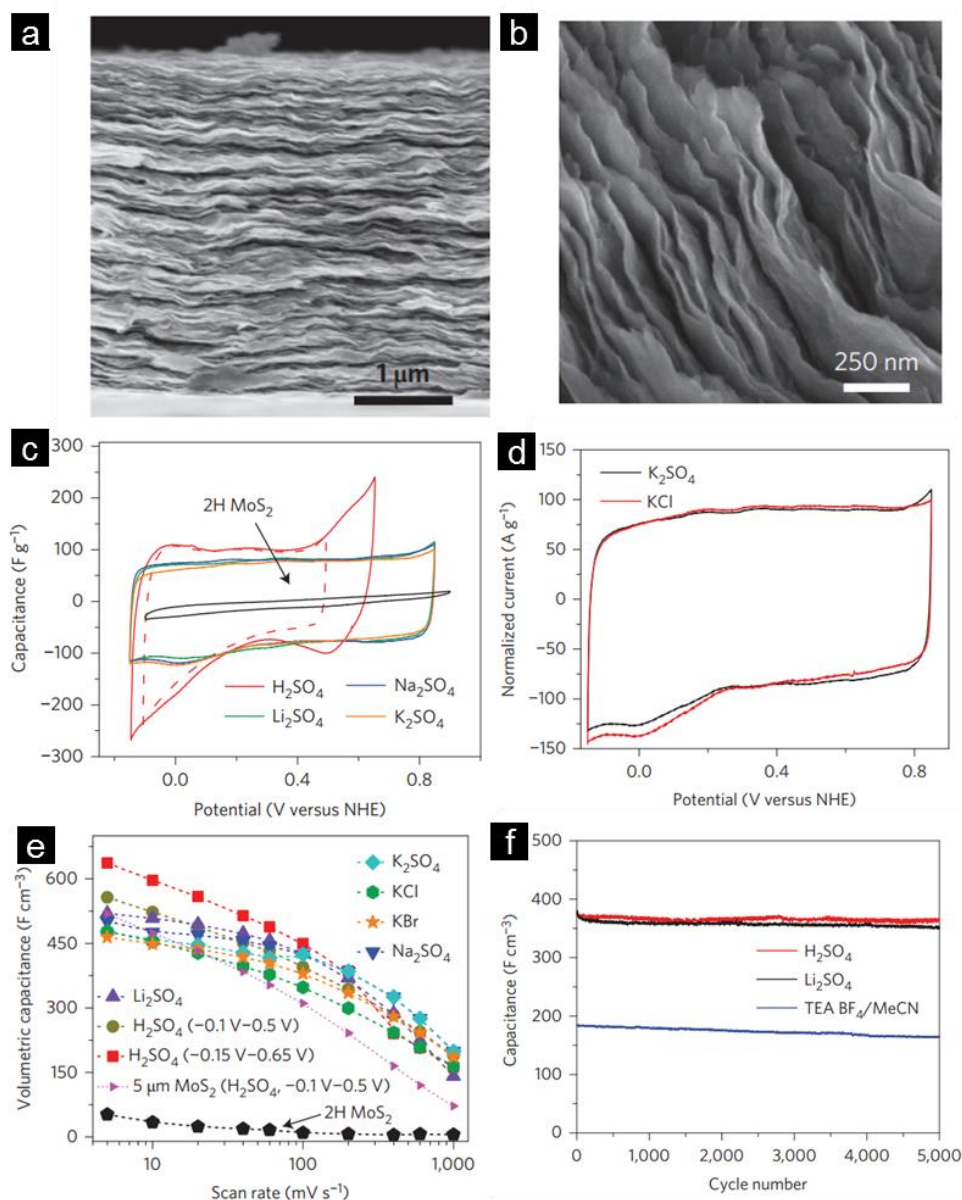 a
1 μm
b
250 nm
c
Capacitance (F g⁻¹)
300
200
100
0
−100
−200
−300
2H MoS₂
H₂SO₄
Na₂SO₄
Li₂SO₄
K₂SO₄
0.0
0.4
0.8
Potential (V versus NHE)
d
Normalized current (A g⁻¹)
150
100
50
0
−50
−100
−150
K₂SO₄
KCl
0.0
0.4
0.8
Potential (V versus NHE)
e
Volumetric capacitance (F cm⁻³)
600
450
300
150
0
K₂SO₄
KCl
KBr
Na₂SO₄
Li₂SO₄
H₂SO₄ (−0.1 V−0.5 V)
H₂SO₄ (−0.15 V−0.65 V)
5 μm MoS₂ (H₂SO₄, −0.1 V−0.5 V)
2H MoS₂
10
100
1,000
Scan rate (mV s⁻¹)
f
Capacitance (F cm⁻³)
500
400
300
200
100
0
H₂SO₄
Li₂SO₄
TEA BF₄/MeCN
0
1,000
2,000
3,000
4,000
5,000
Cycle number